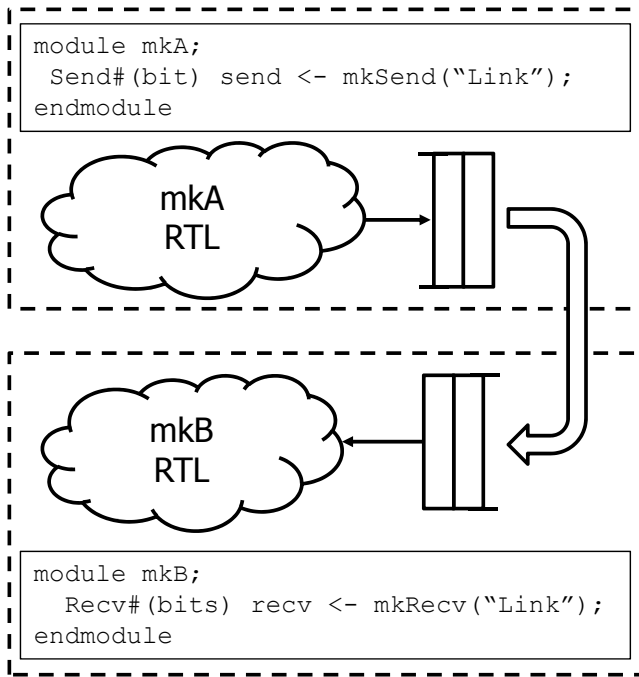 module mkA;
Send#(bit) send <- mkSend(“Link”);
endmodule
mkA
RTL
mkB
RTL
module mkB;
Recv#(bits) recv <- mkRecv(“Link”);
endmodule